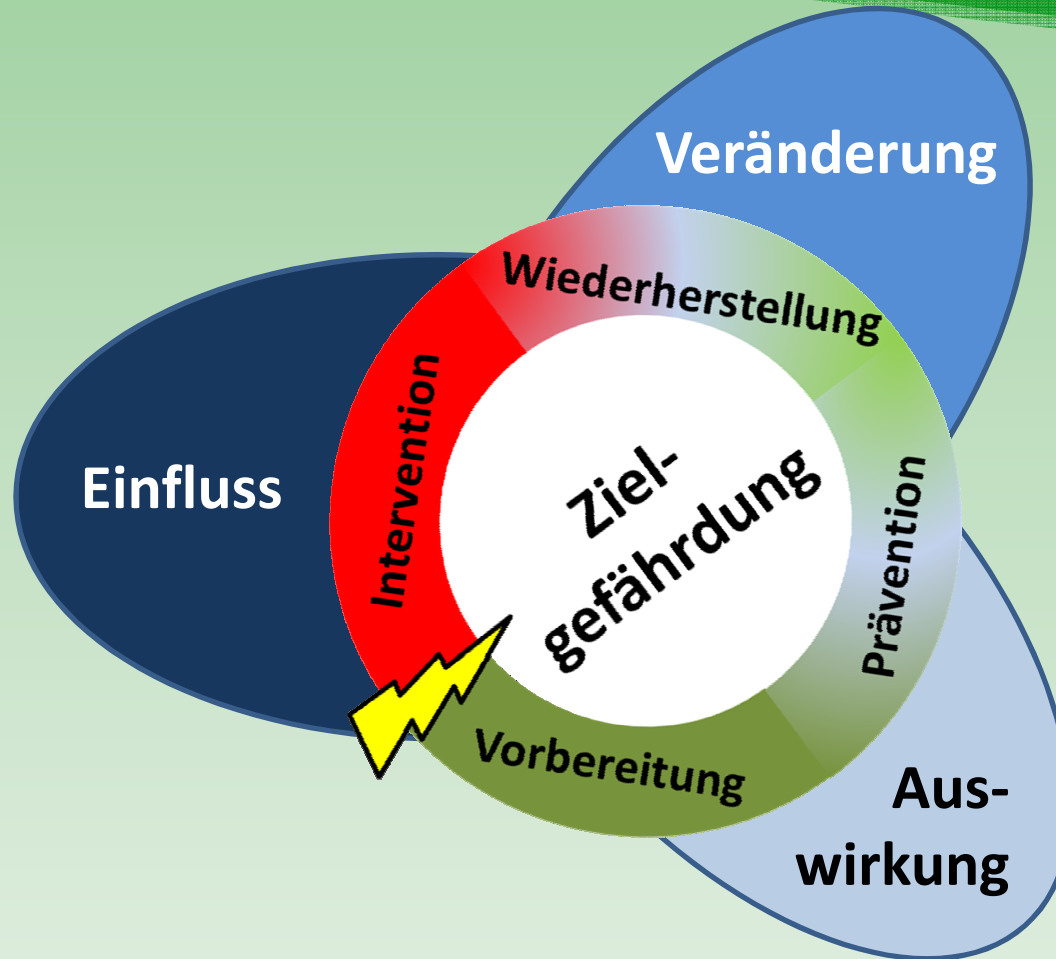 Veränderung
Wiederherstellung
Intervention
Einfluss
Ziel-
gefährdung
Prävention
Vorbereitung
Aus-
wirkung